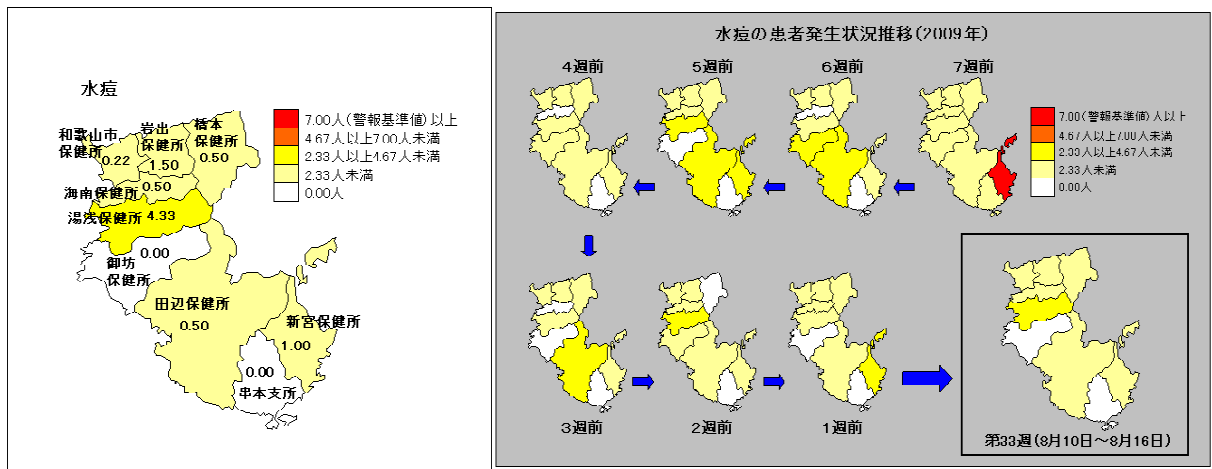 水痘
7.00人(警報基準値)以上
4.67人以上7.00人未満
2.33人以上4.67人未満
2.33人未満
0.00人
和歌山市
保健所
0.22
岩出
保健所
1.50
橋本
保健所
0.50
0.50
海南保健所
湯浅保健所
4.33
0.00
御坊
保健所
田辺保健所
0.50
新宮保健所
1.00
0.00
串本支所
水痘の患者発生状況推移(2009年)
4週前
5週前
6週前
7週前
7.00(警報基準値)人以上
4.67人以上7.00人未満
2.33人以上4.67人未満
2.33人未満
0.00人
3週前
2週前
1週前
第33週(8月10日～8月16日)